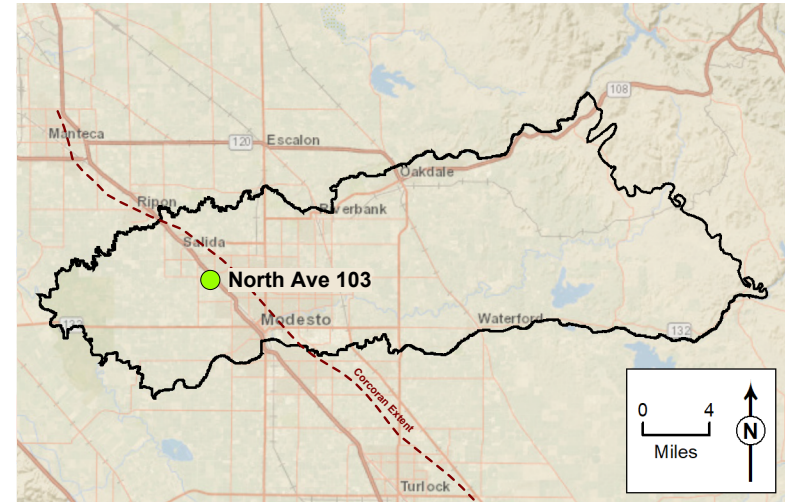 108
Manteca
120
Escalon
Oakdale
Ripon
Riverbank
Salida
North Ave 103
132
Modesto
Waterford
132
Corcoran Extent
Turlock
0 4
Miles
N